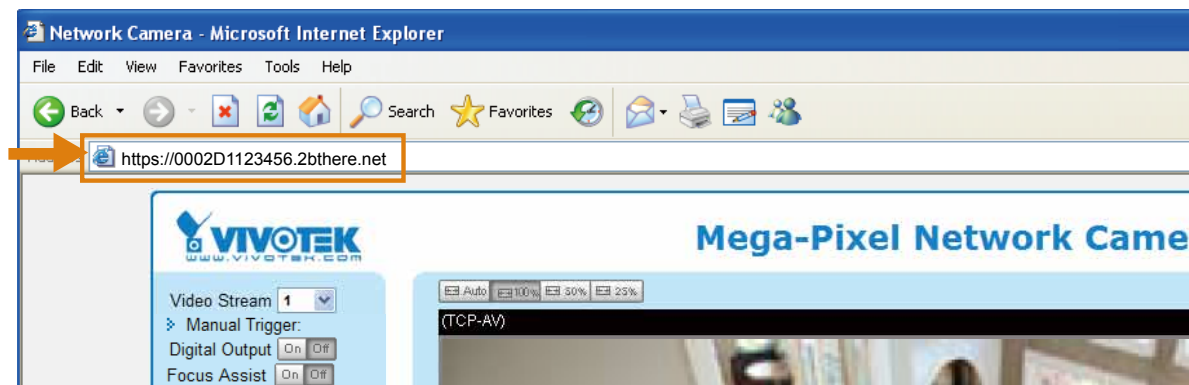 Network Camera - Microsoft Internet Explorer
File Edit View Favorites Tools Help
Back Search Favorites
https://0002D1123456.2bthere.net
VIVOTEK
www.vivotek.com
Mega-Pixel Network Came
Video Stream 1
Auto 100% 50% 25%
Manual Trigger:
(TCP-AV)
Digital Output On Off
Focus Assist On Off